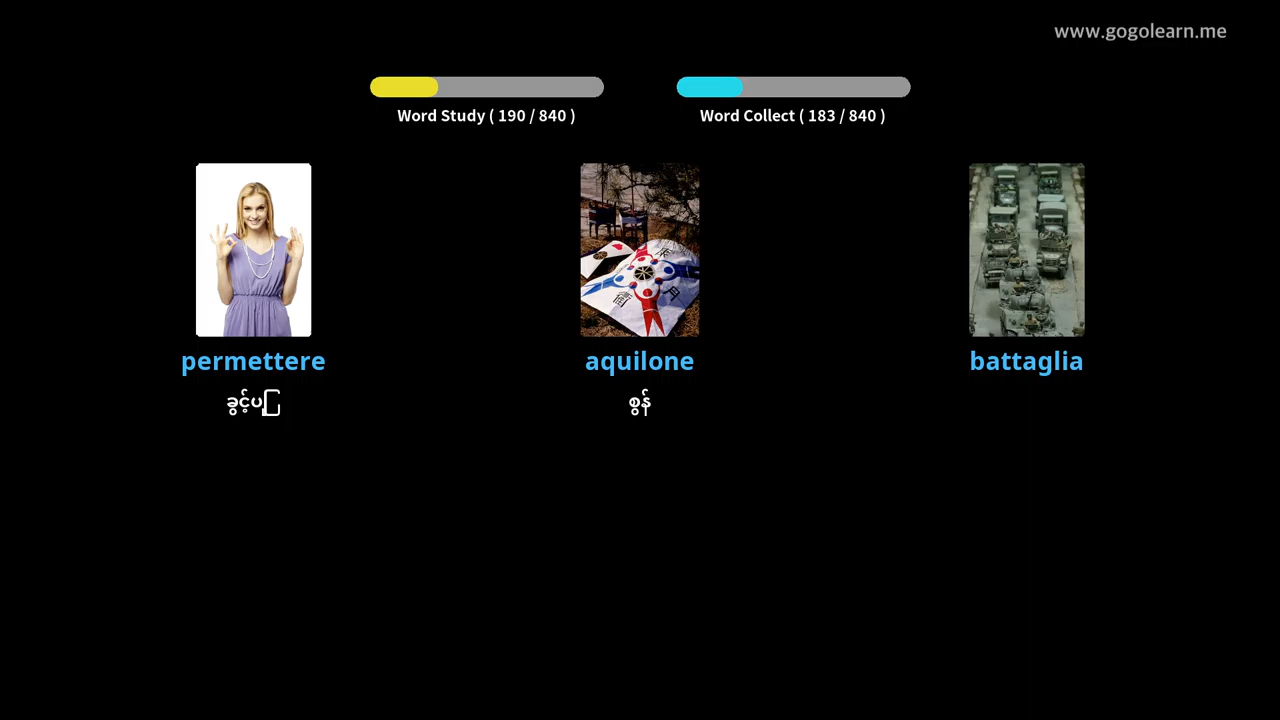 www.gogolearn.me
Word Study ( 190 / 840 )
Word Collect ( 183 / 840 )
permettere
aquilone
battaglia
ခွင့်ပြု
စွန်